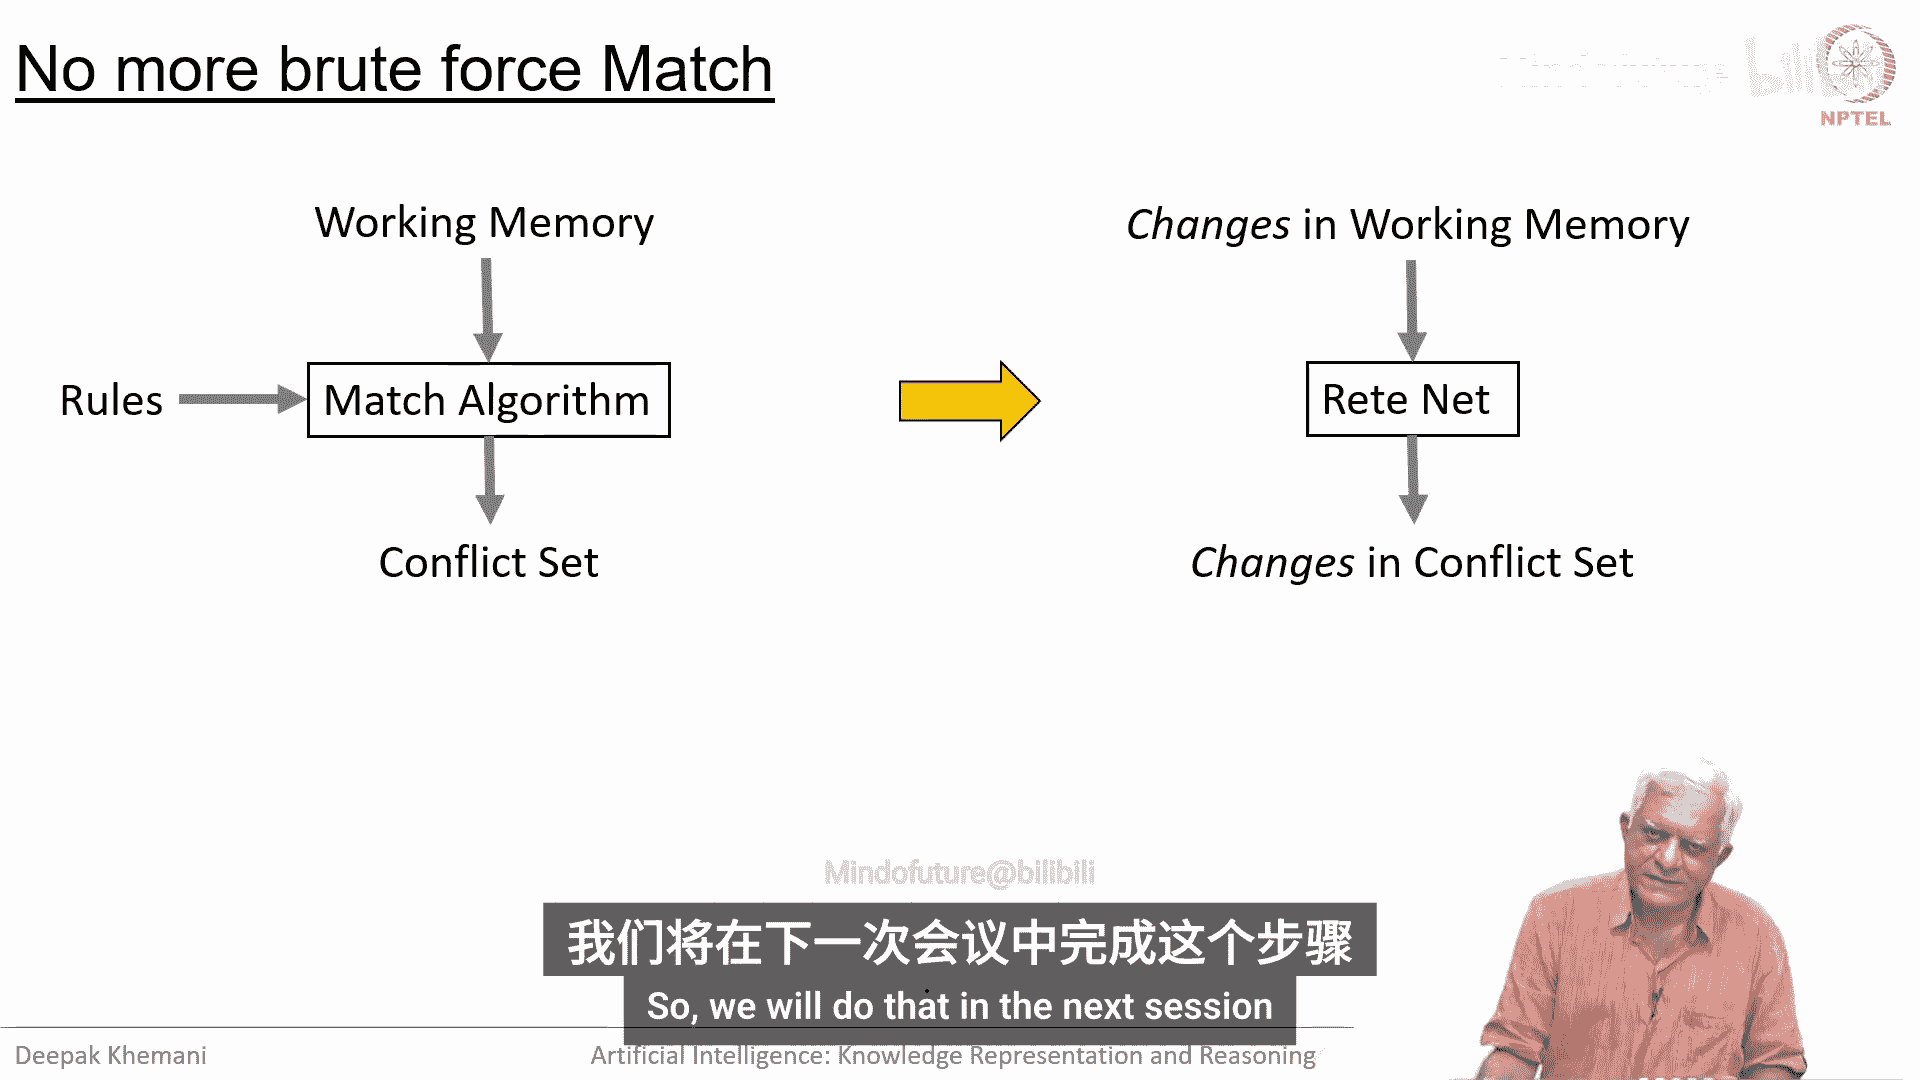 No more brute force Match
NPTEL
Working Memory
Changes in Working Memory
Rules
Match Algorithm
Rete Net
Conflict Set
Changes in Conflict Set
Mindofuture@bilibili
我们将在下一次会议中完成这个步骤
So, we will do that in the next session
Deepak Khemani
Artificial Intelligence: Knowledge Representation and Reasoning